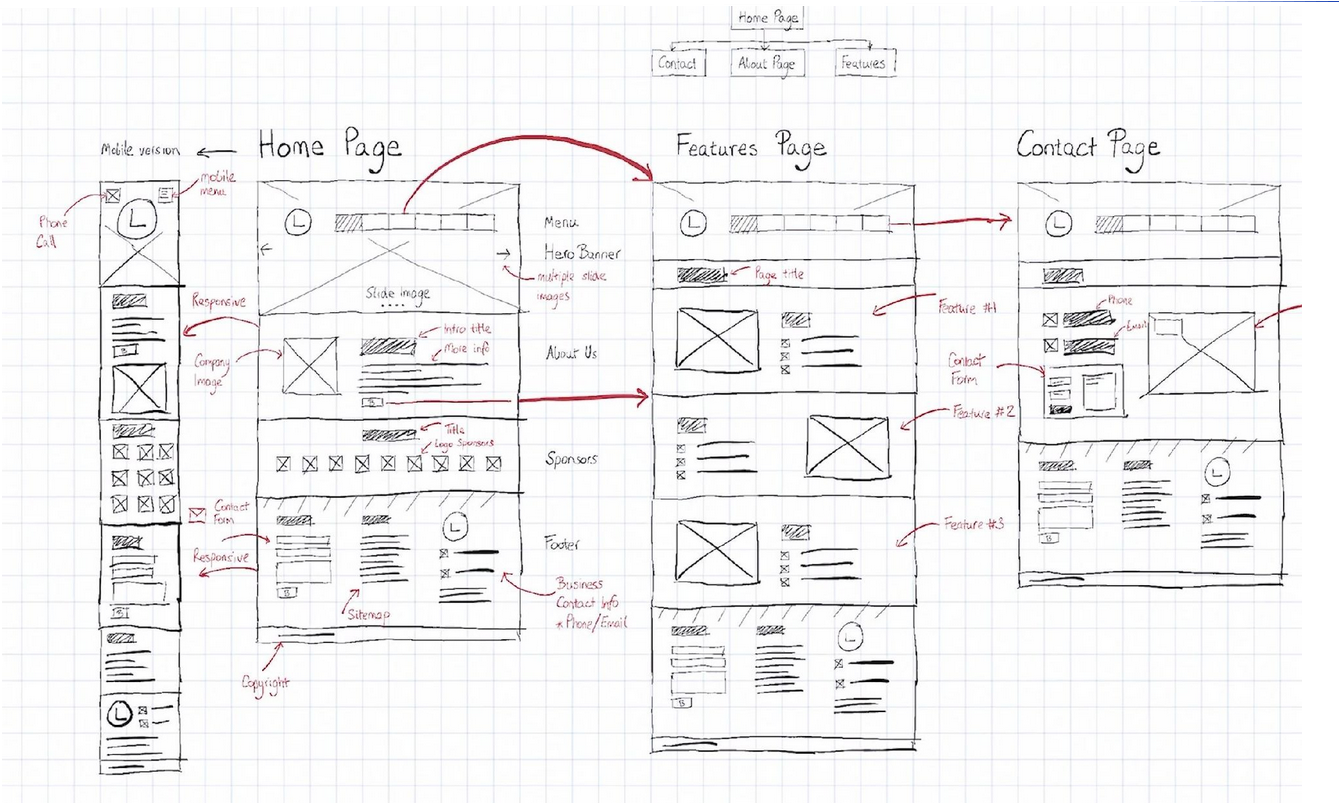 Home Page
Contact
About Page
Features
Mobile version
Home Page
Features Page
Contact Page
mobile
menu
Phone
Call
L
L
Menu
Hero Banner
multiple slide
images
Slide Image
L
L
Page title
Phone
Email
Responsive
Company
Image
Intro title
More info
About Us
B
B
Feature #1
Contact
Form
Feature #2
Title
Logo Sponsors
Sponsors
Contact
Form
Responsive
L
Footer
B
B
Sitemap
Business
Contact Info
* Phone/Email
Copyright
L
Feature #3
L
B
L
B